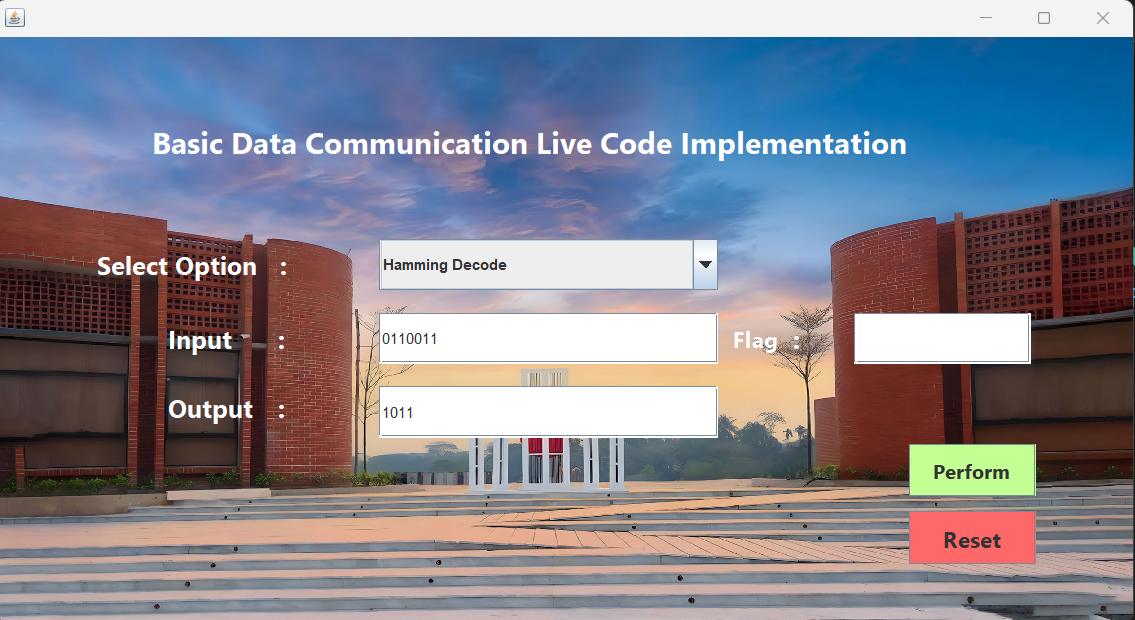 Basic Data Communication Live Code Implementation
Select Option :
Hamming Decode
Input :
0110011
Flag :
Output :
1011
Perform
Reset